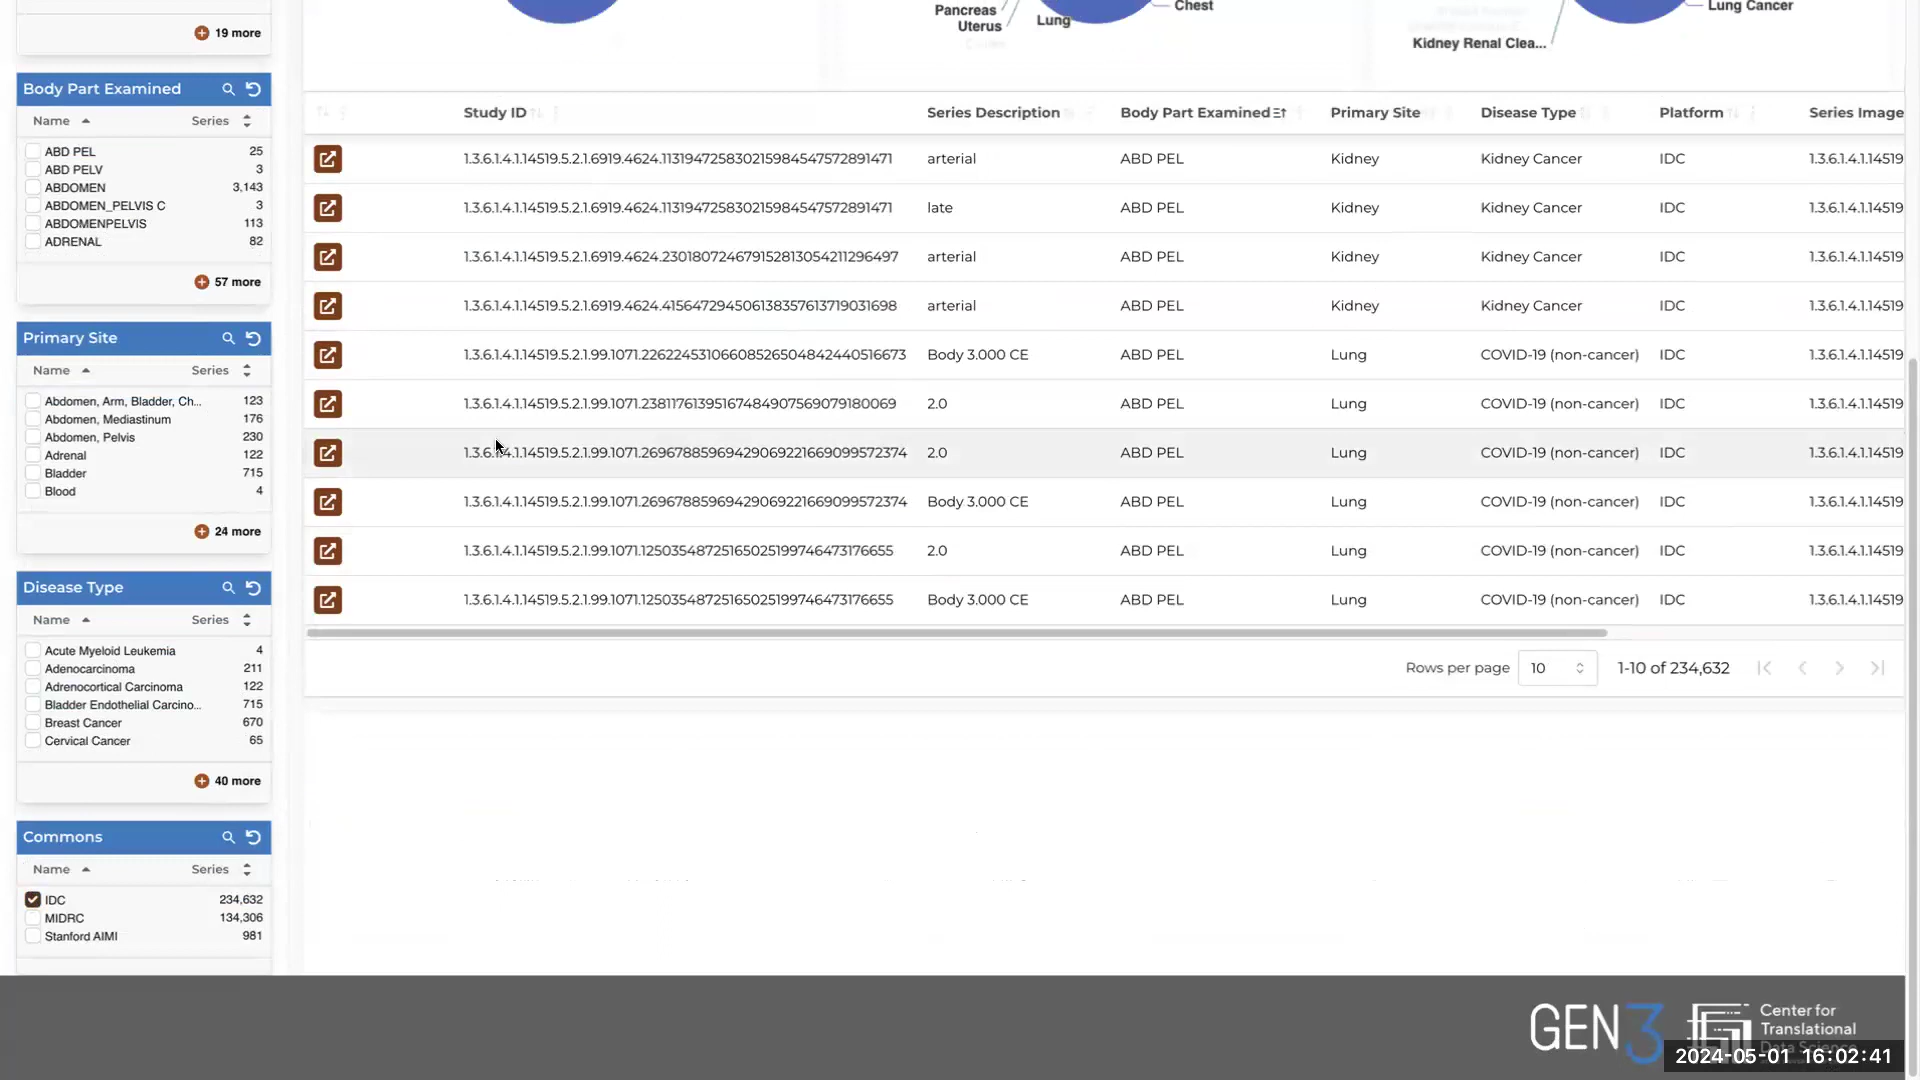 19 more
Body Part Examined
Name Series
ABD PEL 25
ABD PELV 3
ABDOMEN 3,143
ABDOMEN_PELVIS C 3
ABDOMENPELVIS 113
ADRENAL 82
57 more
Primary Site
Name Series
Abdomen, Arm, Bladder, Ch... 123
Abdomen, Mediastinum 176
Abdomen, Pelvis 230
Adrenal 122
Bladder 715
Blood 4
24 more
Disease Type
Name Series
Acute Myeloid Leukemia 4
Adenocarcinoma 211
Adrenocortical Carcinoma 122
Bladder Endothelial Carcino... 715
Breast Cancer 670
Cervical Cancer 65
40 more
Commons
Name Series
IDC 234,632
MIDRC 134,306
Stanford AIMI 981
Pancreas
Uterus
Lung
Chest
Lung Cancer
Kidney Renal Clea...
Study ID Series Description Body Part Examined Primary Site Disease Type Platform Series Image
1.3.6.1.4.1.14519.5.2.1.6919.4624.113194725830215984547572891471 arterial ABD PEL Kidney Kidney Cancer IDC 1.3.6.1.4.1.14519
1.3.6.1.4.1.14519.5.2.1.6919.4624.113194725830215984547572891471 late ABD PEL Kidney Kidney Cancer IDC 1.3.6.1.4.1.14519
1.3.6.1.4.1.14519.5.2.1.6919.4624.230180724679152813054211296497 arterial ABD PEL Kidney Kidney Cancer IDC 1.3.6.1.4.1.14519
1.3.6.1.4.1.14519.5.2.1.6919.4624.415647294506138357613719031698 arterial ABD PEL Kidney Kidney Cancer IDC 1.3.6.1.4.1.14519
1.3.6.1.4.1.14519.5.2.1.99.1071.22622453106608526504842440516673 Body 3.000 CE ABD PEL Lung COVID-19 (non-cancer) IDC 1.3.6.1.4.1.14519
1.3.6.1.4.1.14519.5.2.1.99.1071.23811761395167484907569079180069 2.0 ABD PEL Lung COVID-19 (non-cancer) IDC 1.3.6.1.4.1.14519
1.3.6.1.4.1.14519.5.2.1.99.1071.26967885969429069221669099572374 2.0 ABD PEL Lung COVID-19 (non-cancer) IDC 1.3.6.1.4.1.14519
1.3.6.1.4.1.14519.5.2.1.99.1071.26967885969429069221669099572374 Body 3.000 CE ABD PEL Lung COVID-19 (non-cancer) IDC 1.3.6.1.4.1.14519
1.3.6.1.4.1.14519.5.2.1.99.1071.12503548725165025199746473176655 2.0 ABD PEL Lung COVID-19 (non-cancer) IDC 1.3.6.1.4.1.14519
1.3.6.1.4.1.14519.5.2.1.99.1071.12503548725165025199746473176655 Body 3.000 CE ABD PEL Lung COVID-19 (non-cancer) IDC 1.3.6.1.4.1.14519
Rows per page 10 1-10 of 234,632
GEN3
Center for
Translational
2024-05-01 16:02:41